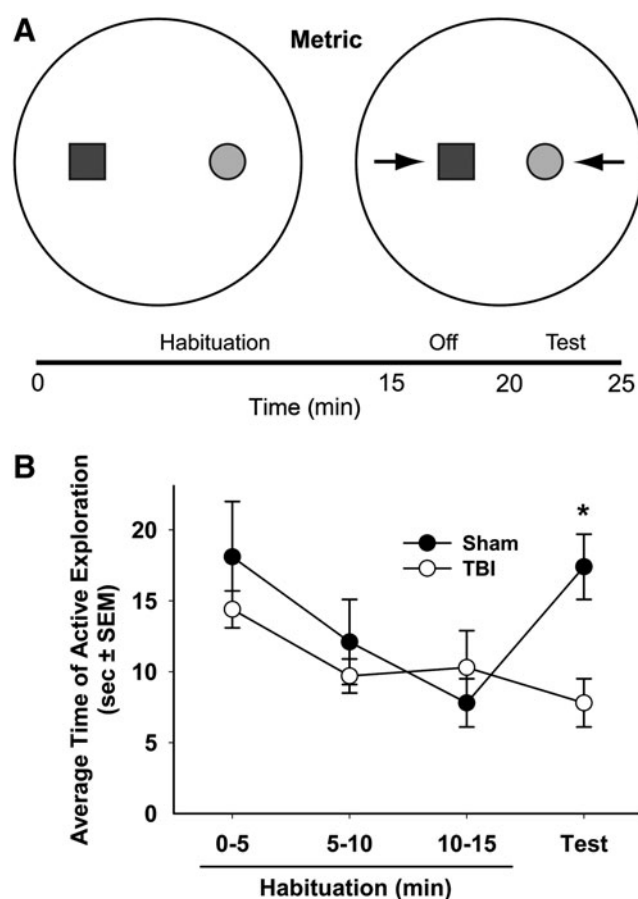 A
Metric
Habituation Off Test
0 15 20 25
Time (min)
B
Average Time of Active Exploration
(sec ± SEM)
20
15
10
5
0
*
Sham
TBI
0-5 5-10 10-15 Test
Habituation (min)